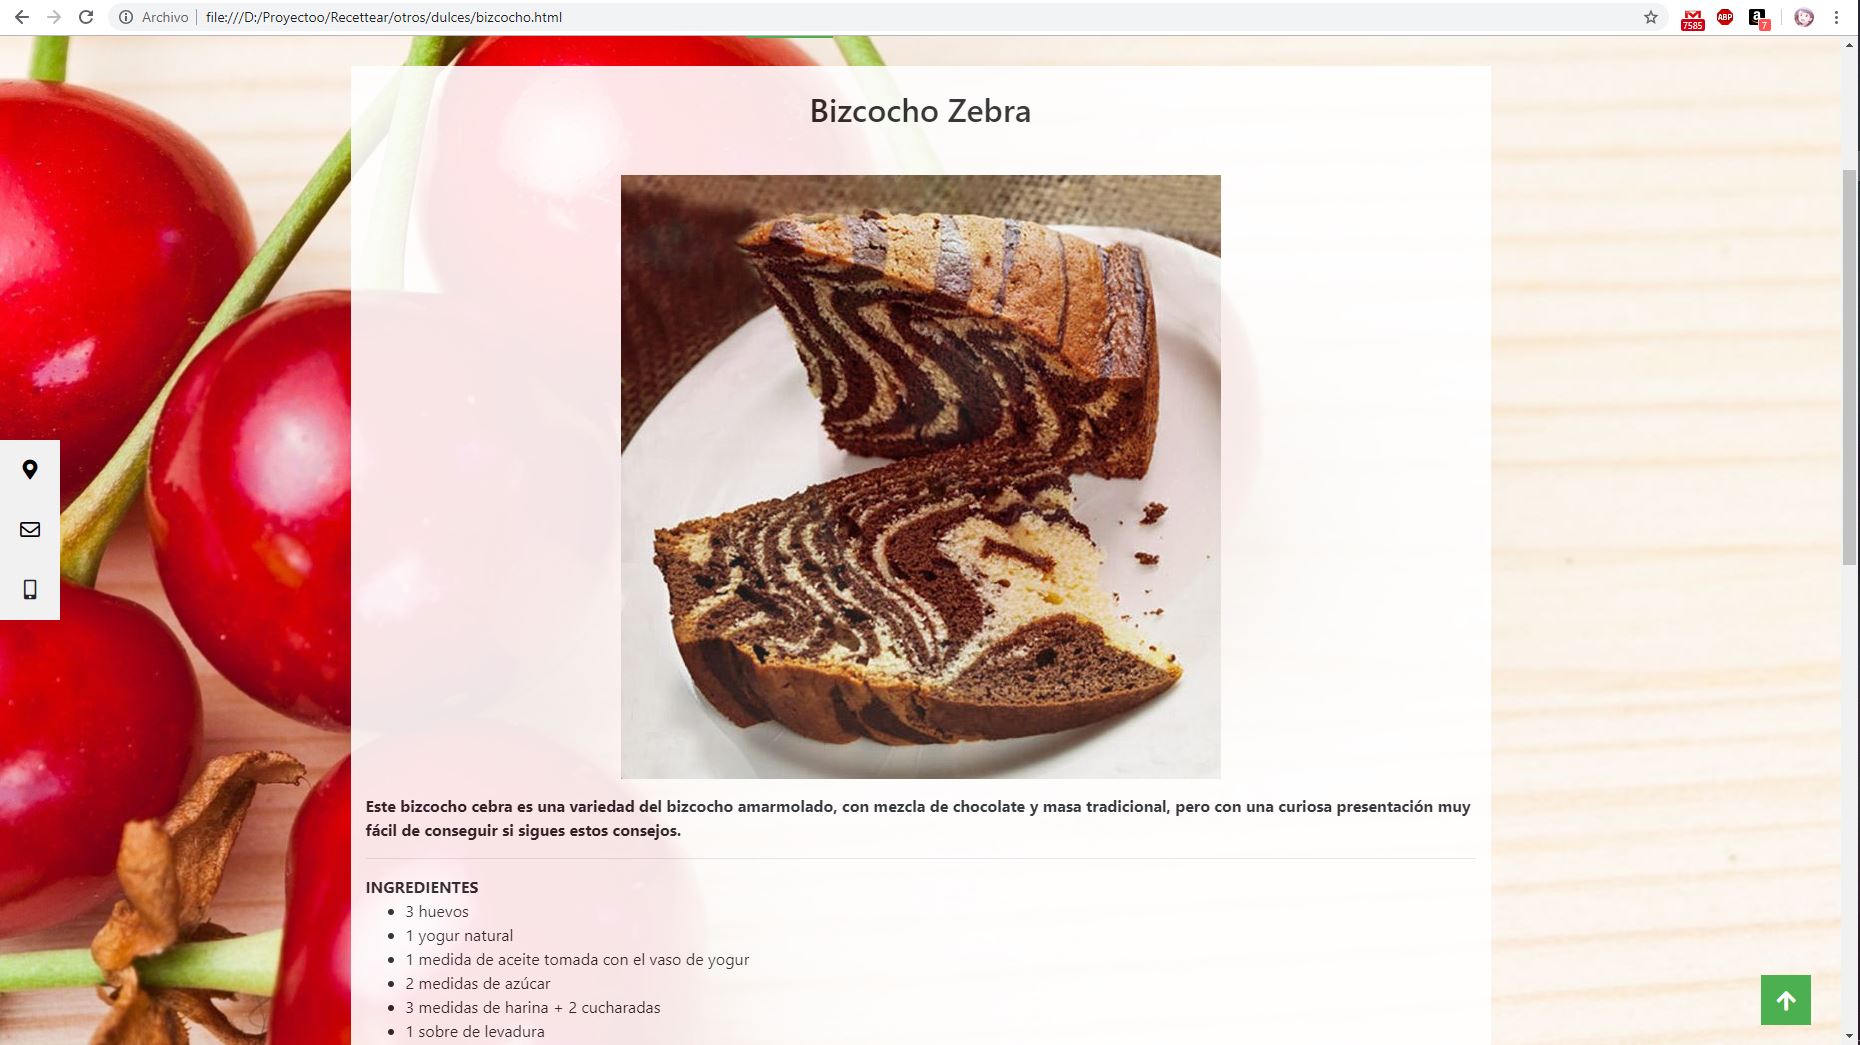 Archivo
file:///D:/Proyectoo/Recettear/otros/dulces/bizcocho.html
7585
ABP
a
7
Bizcocho Zebra
Este bizcocho cebra es una variedad del bizcocho amarmolado, con mezcla de chocolate y masa tradicional, pero con una curiosa presentación muy
fácil de conseguir si sigues estos consejos.
INGREDIENTES
• 3 huevos
• 1 yogur natural
• 1 medida de aceite tomada con el vaso de yogur
• 2 medidas de azúcar
• 3 medidas de harina + 2 cucharadas
• 1 sobre de levadura